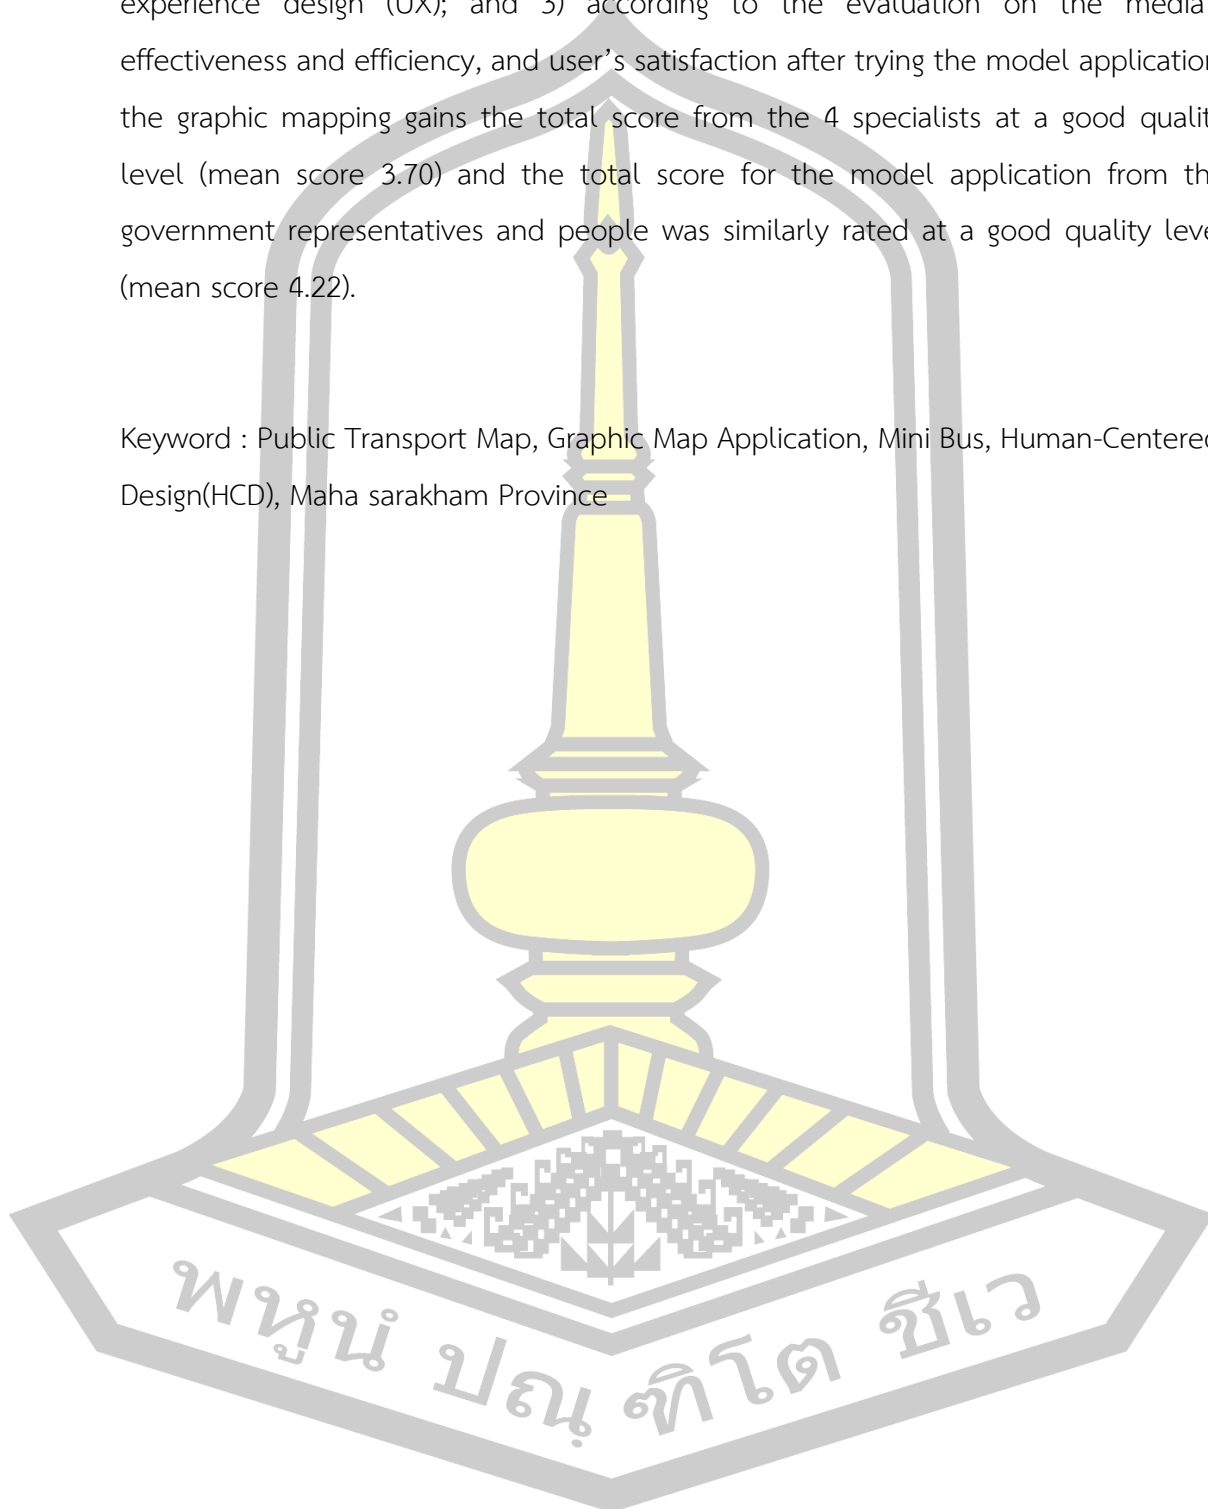 experience design (UX); and 3) according to the evaluation on the media
effectiveness and efficiency, and user's satisfaction after trying the model application
the graphic mapping gains the total score from the 4 specialists at a good qualit
level (mean score 3.70) and the total score for the model application from th
government representatives and people was similarly rated at a good quality leve
(mean score 4.22).
Keyword : Public Transport Map, Graphic Map Application, Mini Bus, Human-Centered
Design(HCD), Maha sarakham Province
พหูนํ ปณฺ ฑิโต ชีเว